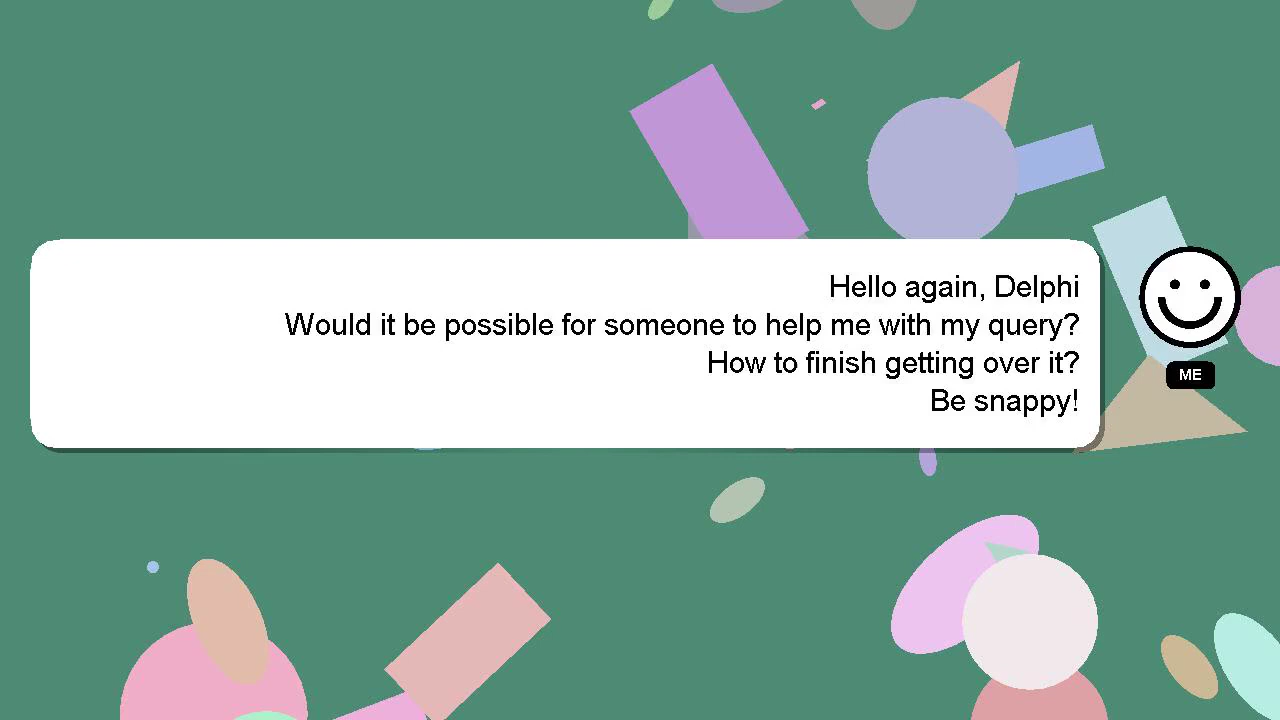 Hello again, Delphi
Would it be possible for someone to help me with my query?
How to finish getting over it?
Be snappy!
ME